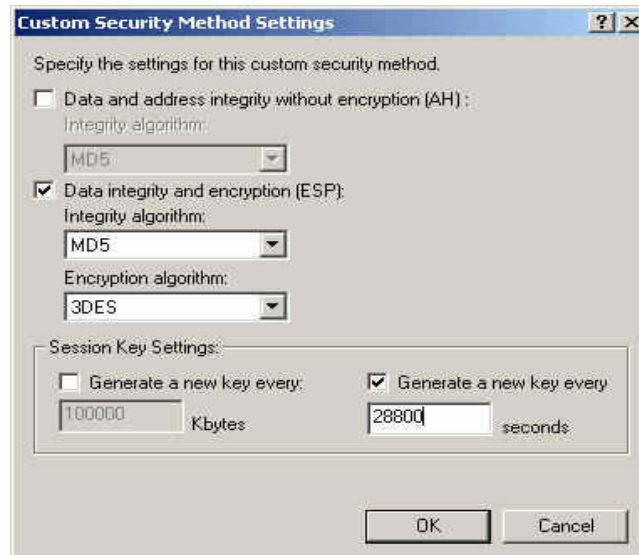 Custom Security Method Settings
Specify the settings for this custom security method.
Data and address integrity without encryption (AH) :
Integrity algorithm:
MD5
Data integrity and encryption (ESP):
Integrity algorithm:
MD5
Encryption algorithm:
3DES
Session Key Settings:
Generate a new key every: Generate a new key every
100000 Kbytes 28800 seconds
OK Cancel